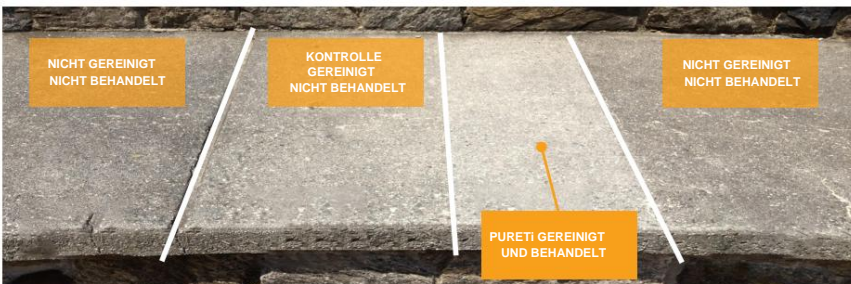 NICHT GEREINIGT
NICHT BEHANDELT
KONTROLLE
GEREINIGT
NICHT BEHANDELT
NICHT GEREINIGT
NICHT BEHANDELT
PURETi GEREINIGT
UND BEHANDELT